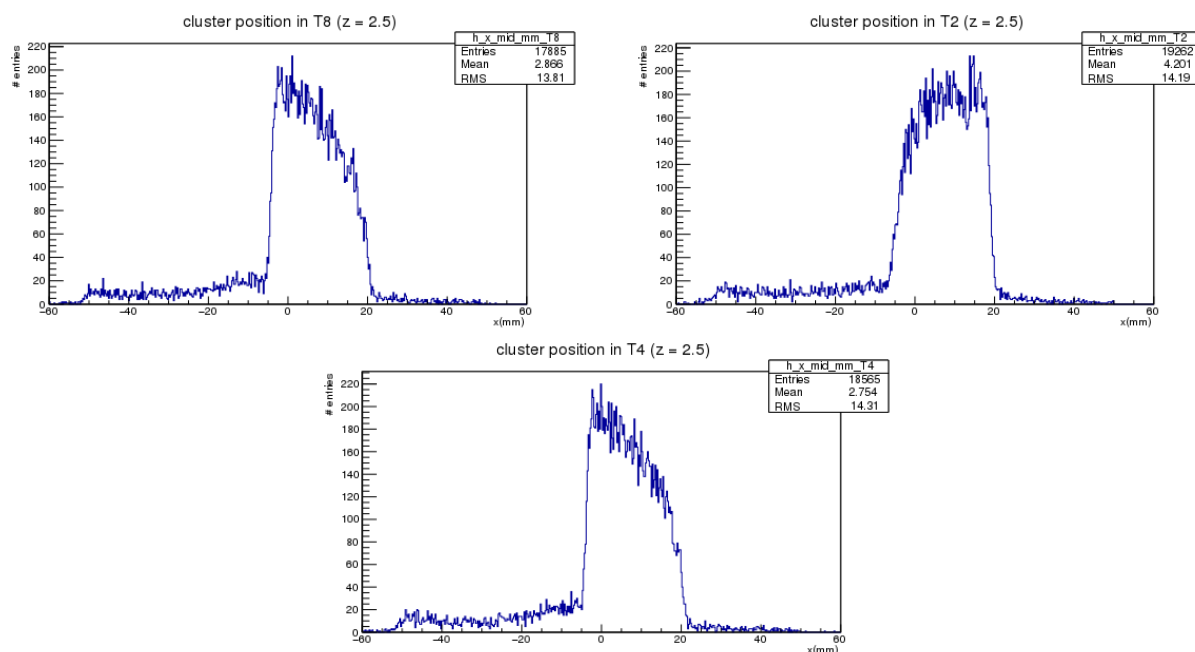 cluster position in T8 (z = 2.5)
h_x_mid_mm_T8
Entries 17885
Mean 2.866
RMS 13.81
# entries
220
200
180
160
140
120
100
80
60
40
20
0
−60 −40 −20 0 20 40 60
x(mm)
cluster position in T2 (z = 2.5)
h_x_mid_mm_T2
Entries 19262
Mean 4.201
RMS 14.19
# entries
220
200
180
160
140
120
100
80
60
40
20
0
−60 −40 −20 0 20 40 60
x(mm)
cluster position in T4 (z = 2.5)
h_x_mid_mm_T4
Entries 18565
Mean 2.754
RMS 14.31
# entries
220
200
180
160
140
120
100
80
60
40
20
0
−60 −40 −20 0 20 40 60
x(mm)